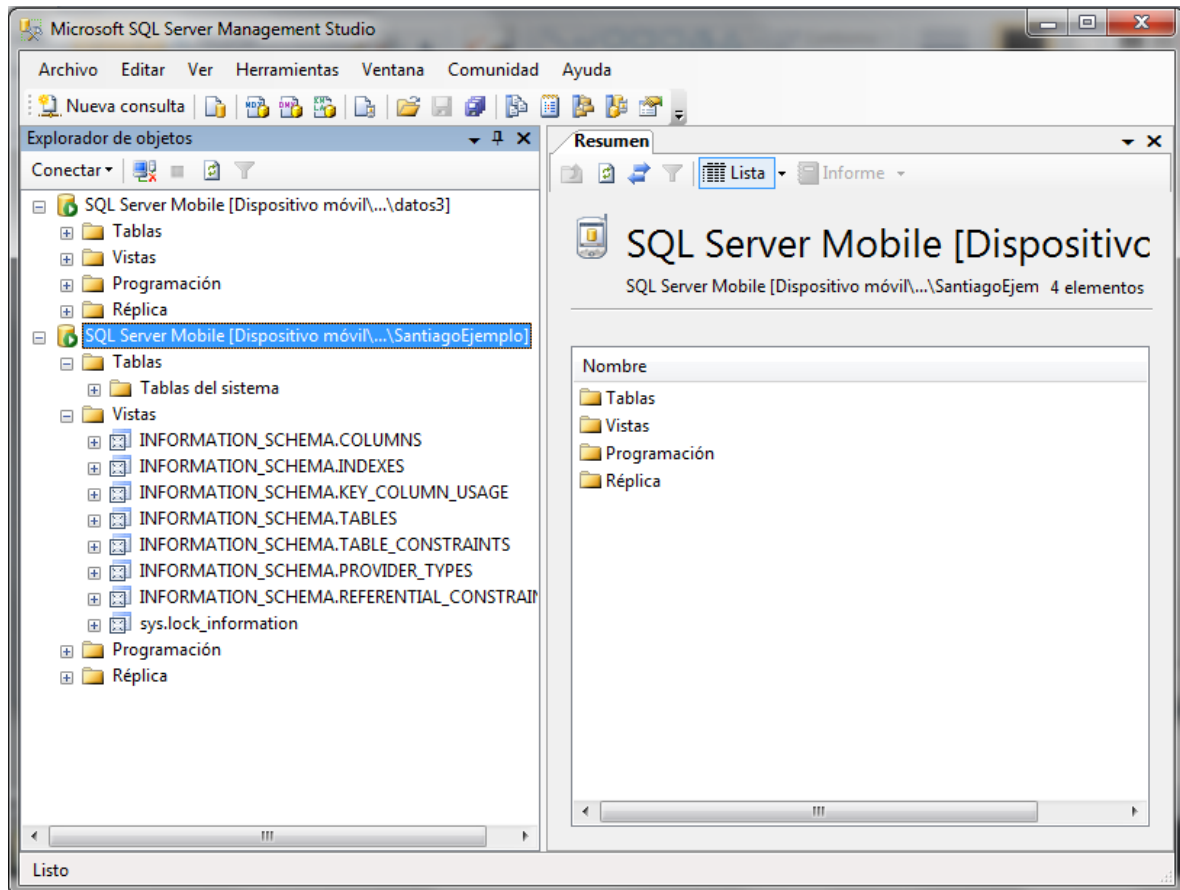 Microsoft SQL Server Management Studio
Archivo Editar Ver Herramientas Ventana Comunidad Ayuda
Nueva consulta
Explorador de objetos
Conectar
SQL Server Mobile [Dispositivo móvil\...\datos3]
Tablas
Vistas
Programación
Réplica
SQL Server Mobile [Dispositivo móvil\...\SantiagoEjemplo]
Tablas
Tablas del sistema
Vistas
INFORMATION_SCHEMA.COLUMNS
INFORMATION_SCHEMA.INDEXES
INFORMATION_SCHEMA.KEY_COLUMN_USAGE
INFORMATION_SCHEMA.TABLES
INFORMATION_SCHEMA.TABLE_CONSTRAINTS
INFORMATION_SCHEMA.PROVIDER_TYPES
INFORMATION_SCHEMA.REFERENTIAL_CONSTRAIN
sys.lock_information
Programación
Réplica
Resumen
Lista Informe
SQL Server Mobile [Dispositivo
SQL Server Mobile [Dispositivo móvil\...\SantiagoEjem 4 elementos
Nombre
Tablas
Vistas
Programación
Réplica
Listo